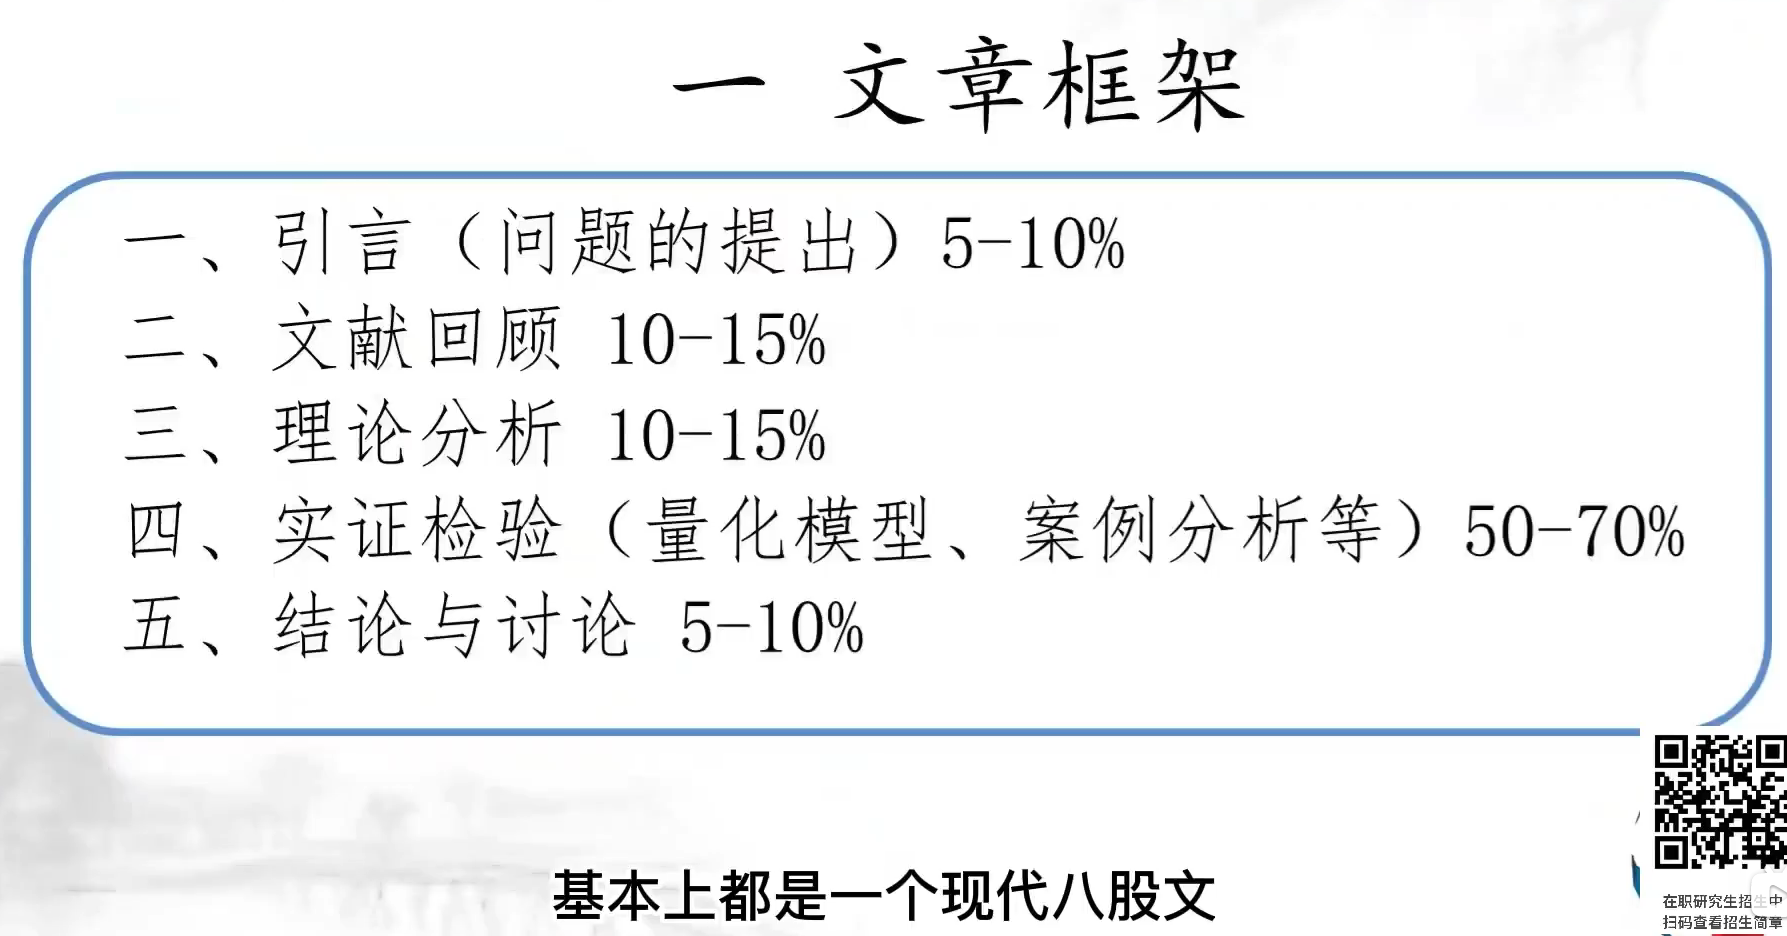 一 文章框架
一、引言（问题的提出）5-10%
二、文献回顾 10-15%
三、理论分析 10-15%
四、实证检验（量化模型、案例分析等）50-70%
五、结论与讨论 5-10%
基本上都是一个现代八股文
在职研究生招生中
扫码查看招生简章